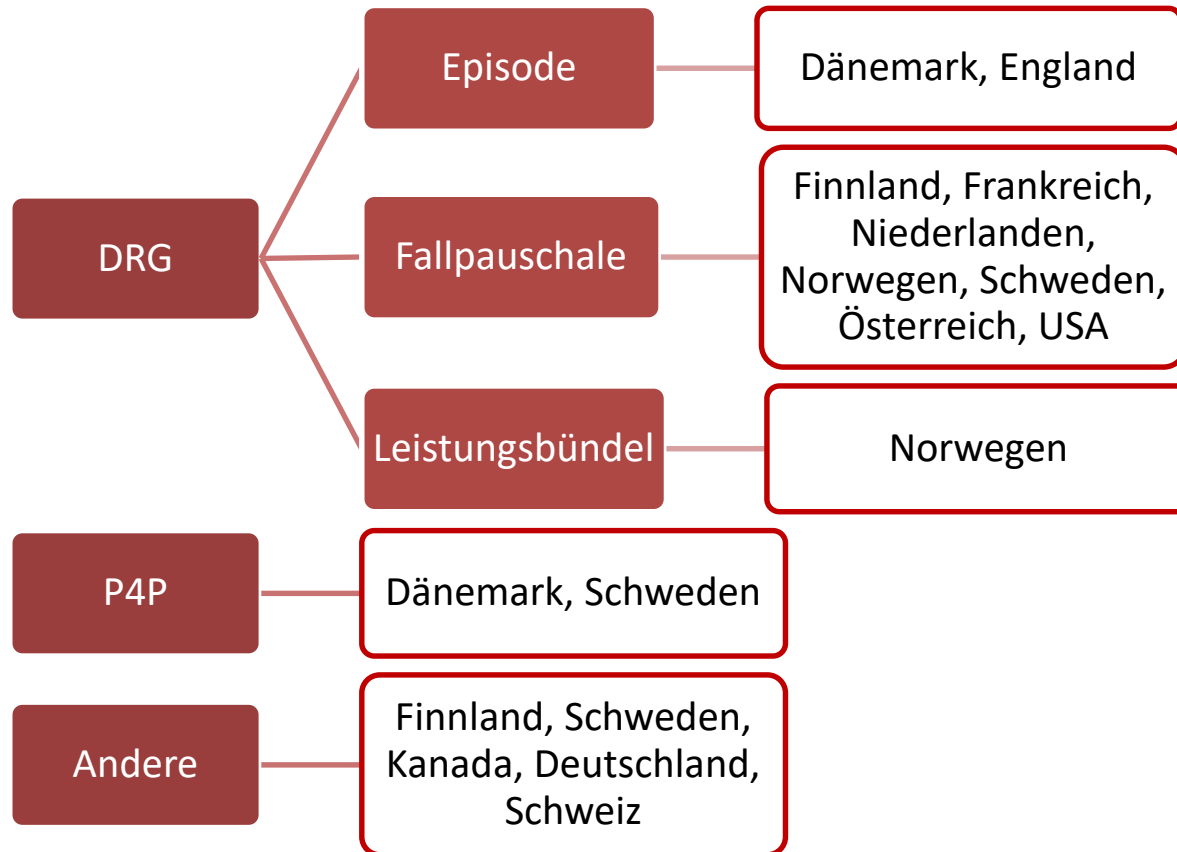 Episode
Dänemark, England
DRG
Fallpauschale
Finnland, Frankreich,
Niederlanden,
Norwegen, Schweden,
Österreich, USA
Leistungsbündel
Norwegen
P4P
Dänemark, Schweden
Andere
Finnland, Schweden,
Kanada, Deutschland,
Schweiz